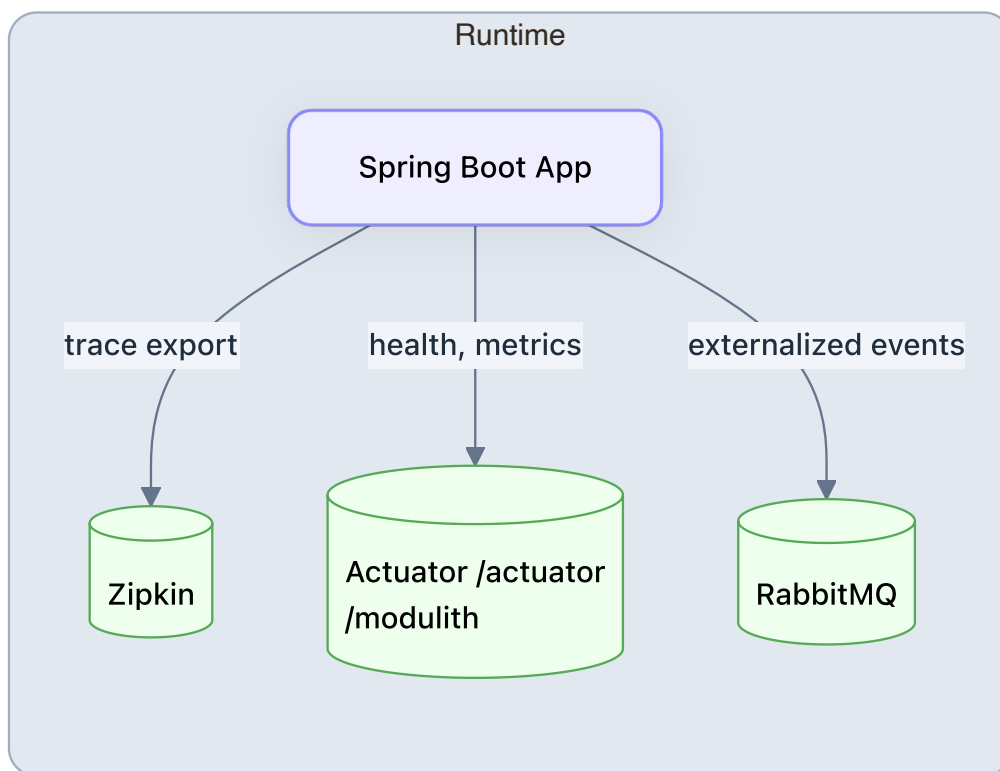 Runtime
Spring Boot App
trace export
health, metrics
externalized events
Zipkin
Actuator /actuator
/modulith
RabbitMQ